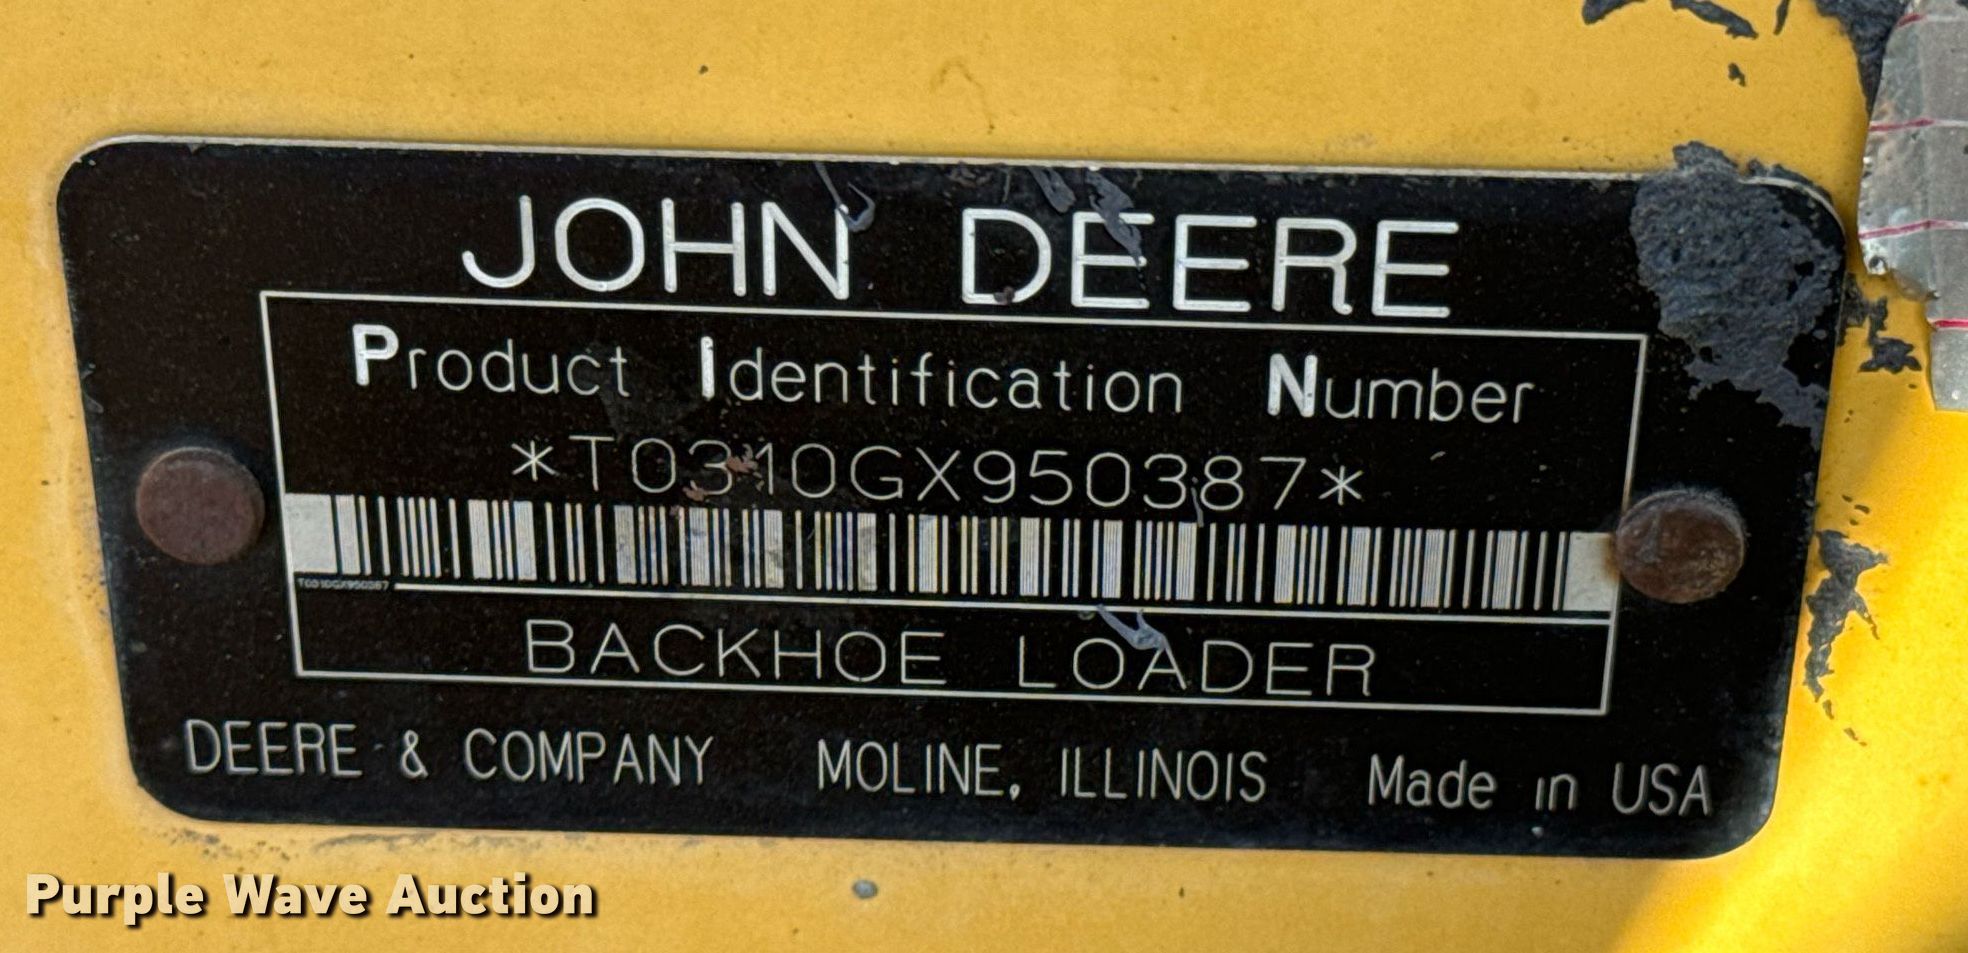 JOHN DEERE
Product Identification Number
*T0310GX950387*
T0310GX950387
BACKHOE LOADER
DEERE & COMPANY MOLINE, ILLINOIS Made in USA
Purple Wave Auction